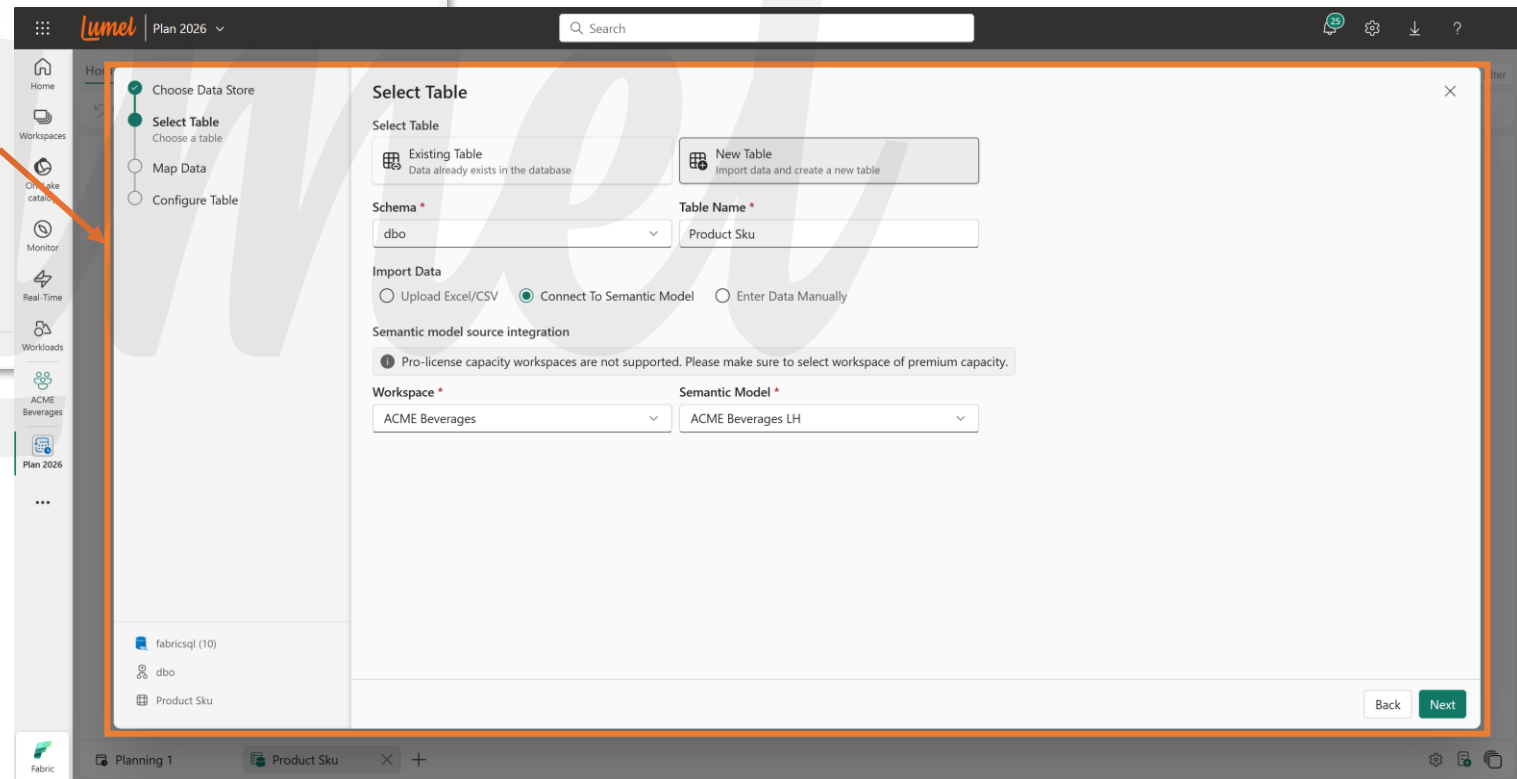 Lumel
Plan 2026
Search
25
?
Home
Workspaces
OneLake
catalog
Monitor
Real-Time
Workloads
ACME
Beverages
Plan 2026
Fabric
Choose Data Store
Select Table
Choose a table
Map Data
Configure Table
fabricsql (10)
dbo
Product Sku
Select Table
Select Table
Existing Table
Data already exists in the database
New Table
Import data and create a new table
Schema *
Table Name *
dbo
Product Sku
Import Data
Upload Excel/CSV
Connect To Semantic Model
Enter Data Manually
Semantic model source integration
Pro-license capacity workspaces are not supported. Please make sure to select workspace of premium capacity.
Workspace *
Semantic Model *
ACME Beverages
ACME Beverages LH
Back
Next
Planning 1
Product Sku